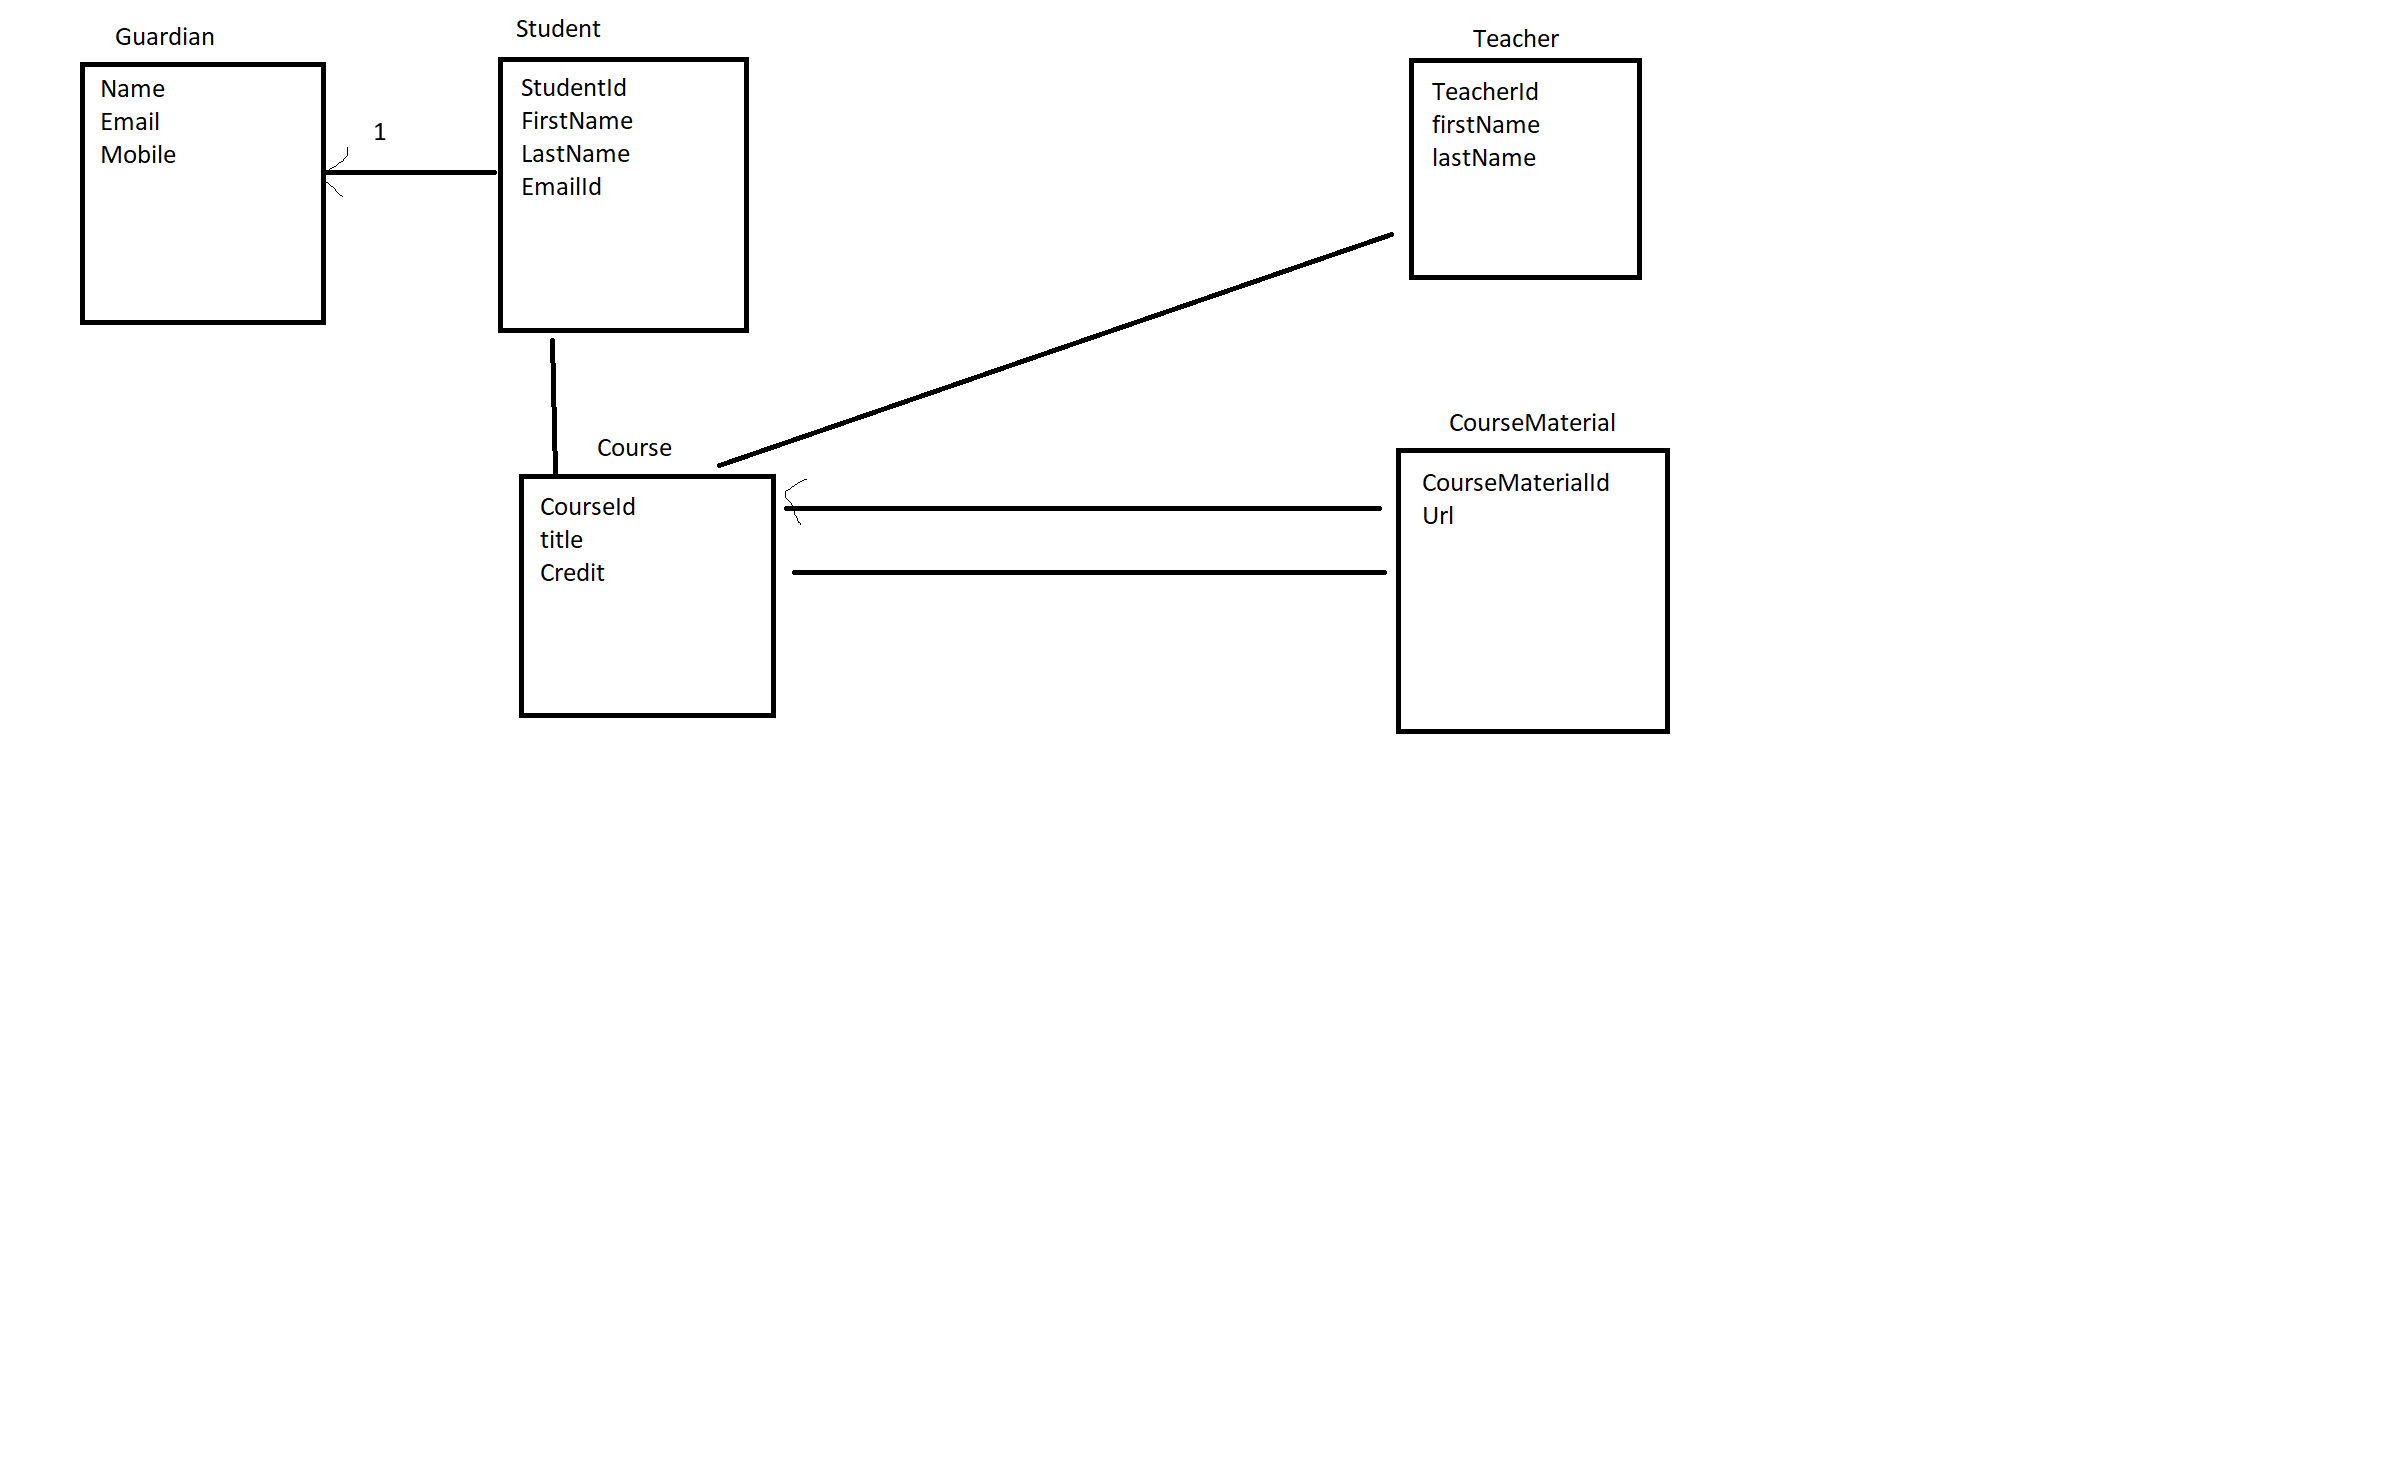 Guardian
Name
Email
Mobile
1
Student
StudentId
FirstName
LastName
EmailId
Teacher
TeacherId
firstName
lastName
Course
CourseId
title
Credit
CourseMaterial
CourseMaterialId
Url